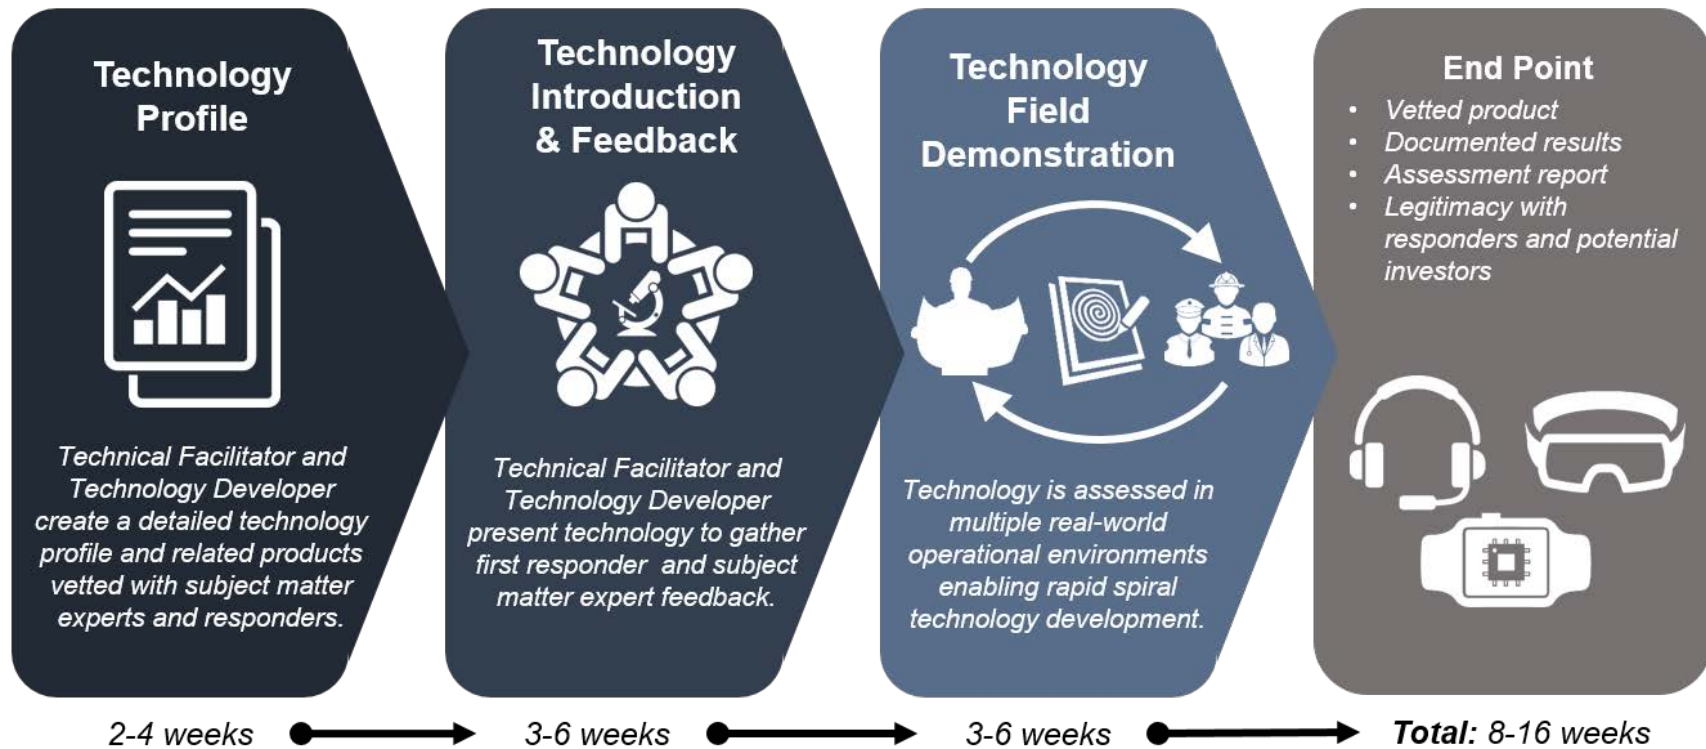 Technology
Profile
Technical Facilitator and
Technology Developer
create a detailed technology
profile and related products
vetted with subject matter
experts and responders.
Technology
Introduction
& Feedback
Technical Facilitator and
Technology Developer
present technology to gather
first responder and subject
matter expert feedback.
Technology
Field
Demonstration
Technology is assessed in
multiple real-world
operational environments
enabling rapid spiral
technology development.
End Point
• Vetted product
• Documented results
• Assessment report
• Legitimacy with
responders and potential
investors
2-4 weeks
3-6 weeks
3-6 weeks
Total: 8-16 weeks